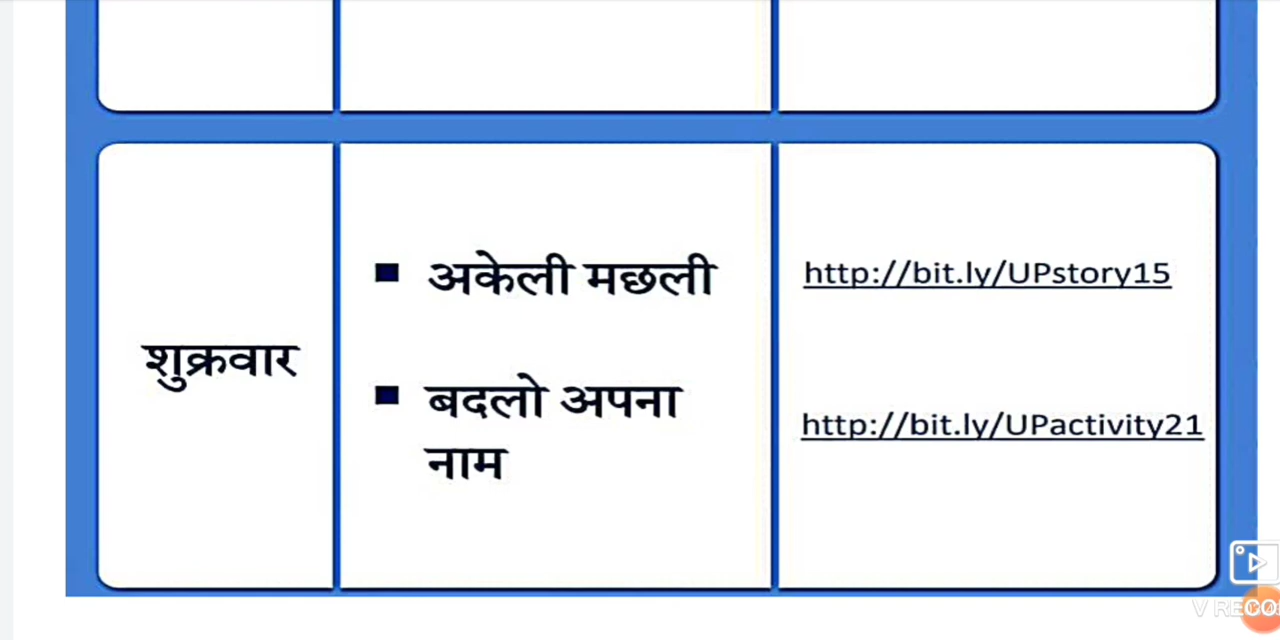 शुक्रवार
■ अकेली मछली
http://bit.ly/UPstory15
■ बदलो अपना
नाम
http://bit.ly/UPactivity21